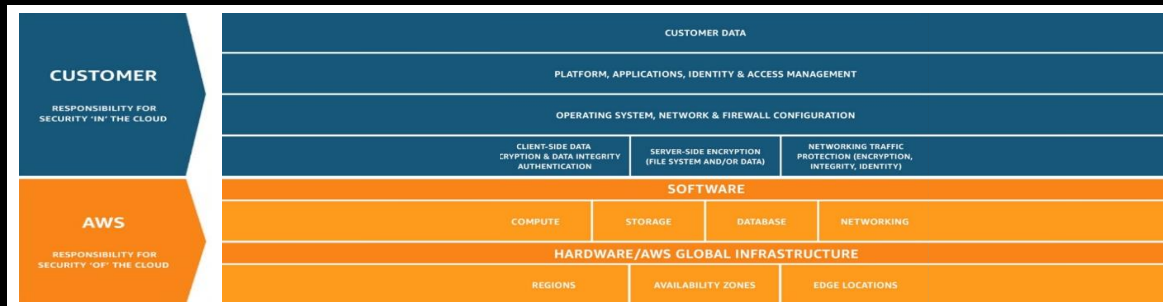 CUSTOMER
RESPONSIBILITY FOR
SECURITY 'IN' THE CLOUD
CUSTOMER DATA
PLATFORM, APPLICATIONS, IDENTITY & ACCESS MANAGEMENT
OPERATING SYSTEM, NETWORK & FIREWALL CONFIGURATION
CLIENT-SIDE DATA
CRYPTION & DATA INTEGRITY
AUTHENTICATION
SERVER-SIDE ENCRYPTION
(FILE SYSTEM AND/OR DATA)
NETWORKING TRAFFIC
PROTECTION (ENCRYPTION,
INTEGRITY, IDENTITY)
AWS
RESPONSIBILITY FOR
SECURITY 'OF' THE CLOUD
SOFTWARE
COMPUTE
STORAGE
DATABASE
NETWORKING
HARDWARE/AWS GLOBAL INFRASTRUCTURE
REGIONS
AVAILABILITY ZONES
EDGE LOCATIONS